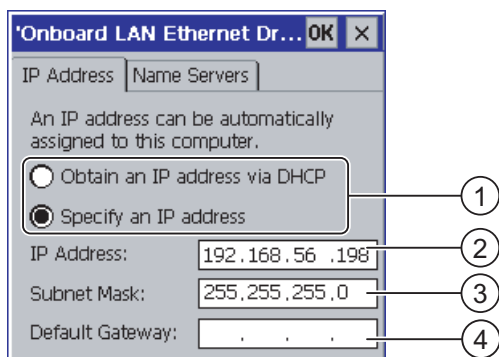 'Onboard LAN Ethernet Dr... OK ×
IP Address Name Servers
An IP address can be automatically
assigned to this computer.
Obtain an IP address via DHCP
Specify an IP address
1
IP Address: 192.168.56 .198
2
Subnet Mask: 255.255.255.0
3
Default Gateway: . . .
4